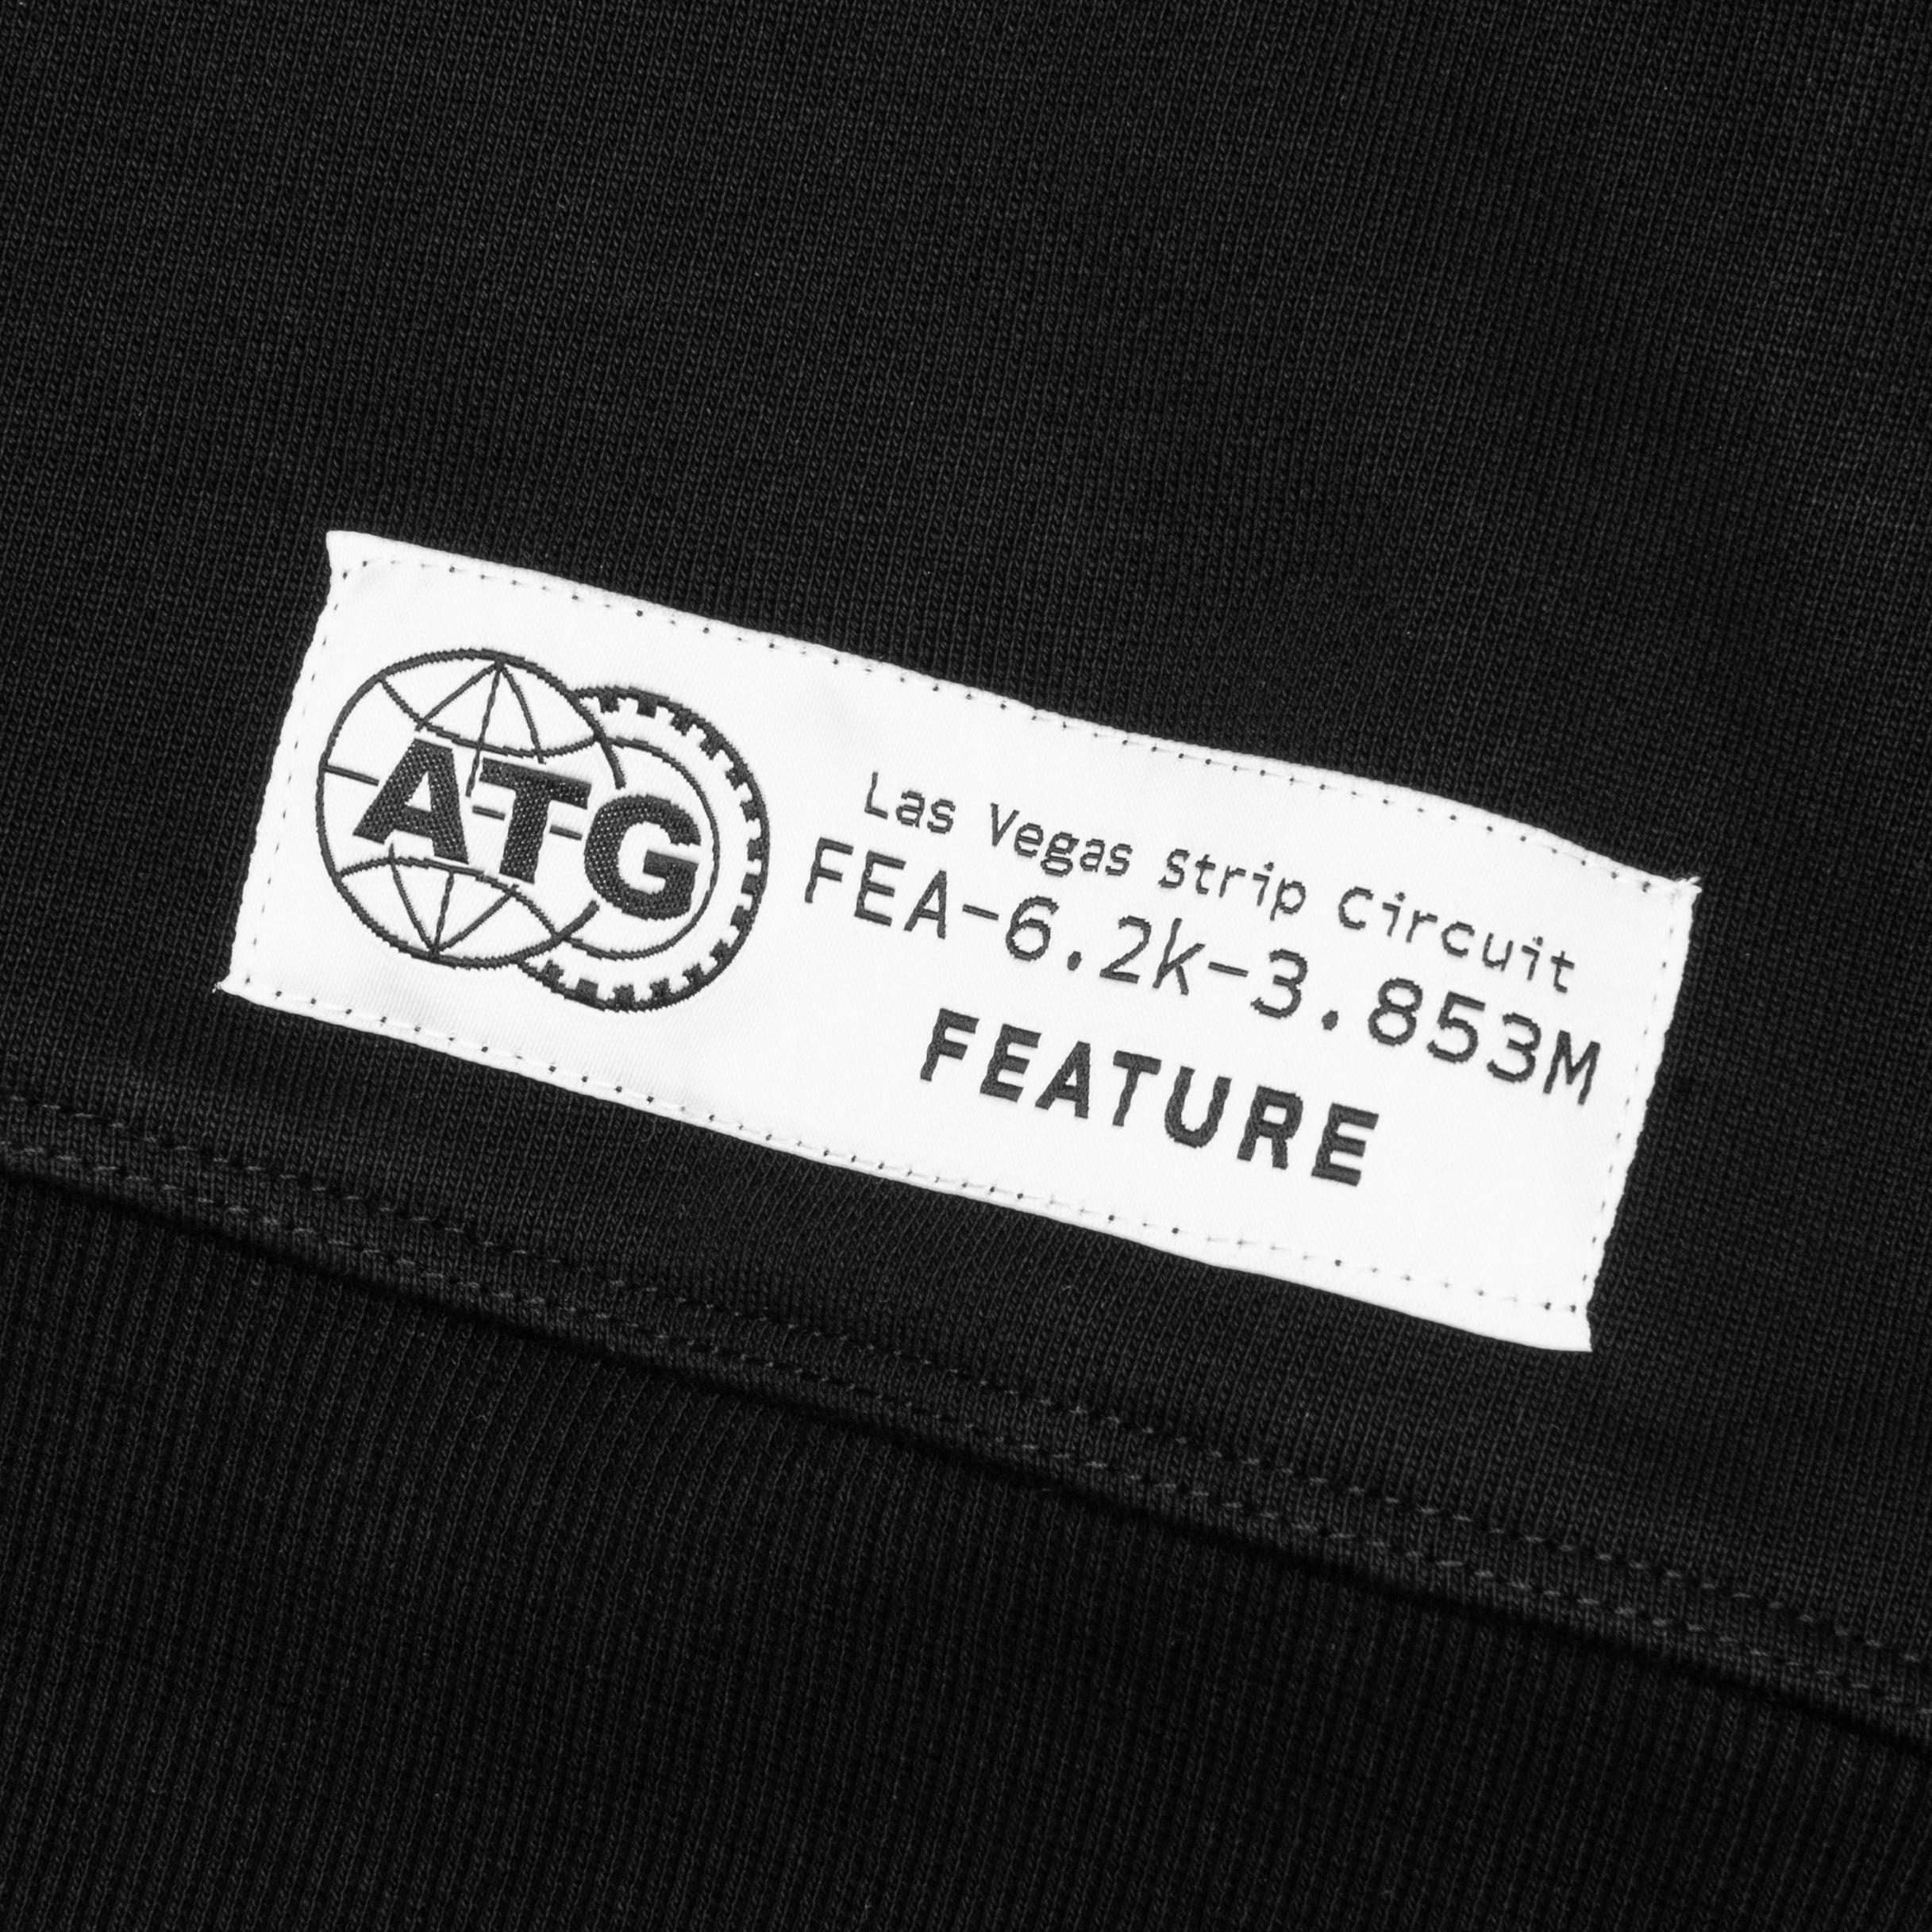 ATG
Las Vegas Strip Circuit
FEA-6.2k-3.853M
FEATURE